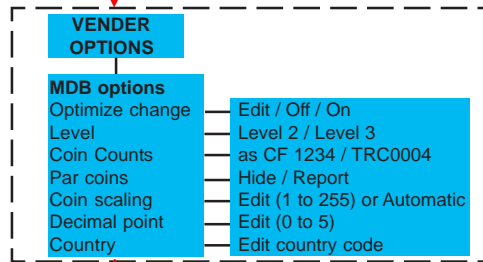 VENDER
OPTIONS
MDB options
Optimize change Edit / Off / On
Level Level 2 / Level 3
Coin Counts as CF 1234 / TRC0004
Par coins Hide / Report
Coin scaling Edit (1 to 255) or Automatic
Decimal point Edit (0 to 5)
Country Edit country code